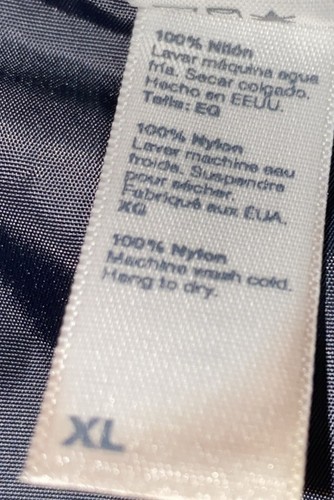 100% Nilón
Lavar máquina agua
fría. Secar colgado.
Hecho en EEUU.
Talla: EG
100% Nylon
Laver machine eau
froide. Suspendre
pour sécher.
Fabriqué aux ÉUA.
XG
100% Nylon
Machine wash cold.
Hang to dry.
XL